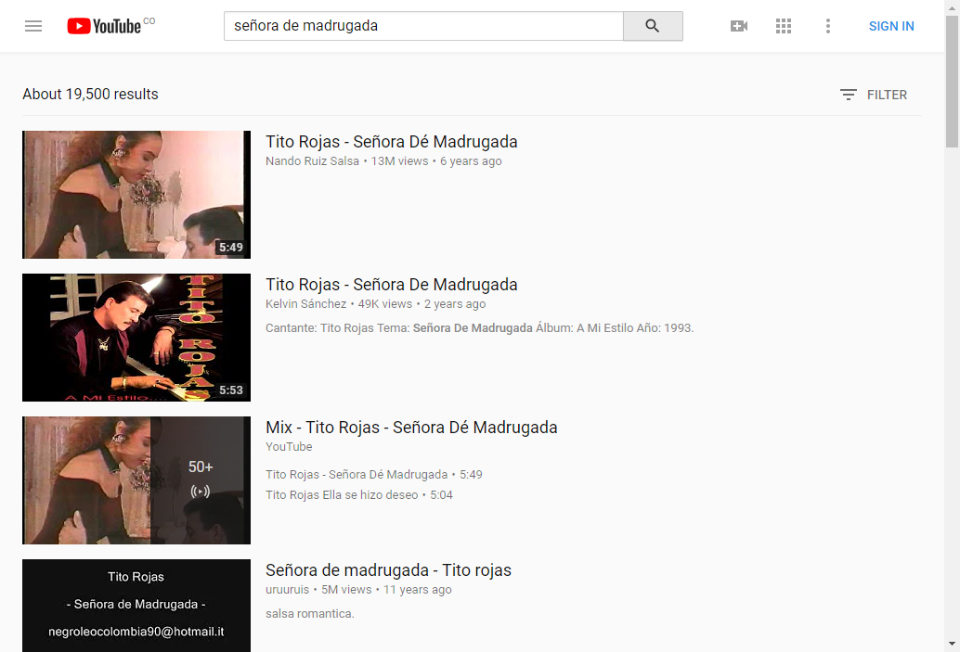 YouTube CO
señora de madrugada
SIGN IN
About 19,500 results
FILTER
5:49
Tito Rojas - Señora Dé Madrugada
Nando Ruiz Salsa • 13M views • 6 years ago
TITO ROJAS
A MI Estilo....
5:53
Tito Rojas - Señora De Madrugada
Kelvin Sánchez • 49K views • 2 years ago
Cantante: Tito Rojas Tema: Señora De Madrugada Álbum: A Mi Estilo Año: 1993.
50+
Mix - Tito Rojas - Señora Dé Madrugada
YouTube
Tito Rojas - Señora Dé Madrugada • 5:49
Tito Rojas Ella se hizo deseo • 5:04
Tito Rojas
- Señora de Madrugada -
negroleocolombia90@hotmail.it
Señora de madrugada - Tito rojas
uruuruis • 5M views • 11 years ago
salsa romantica.